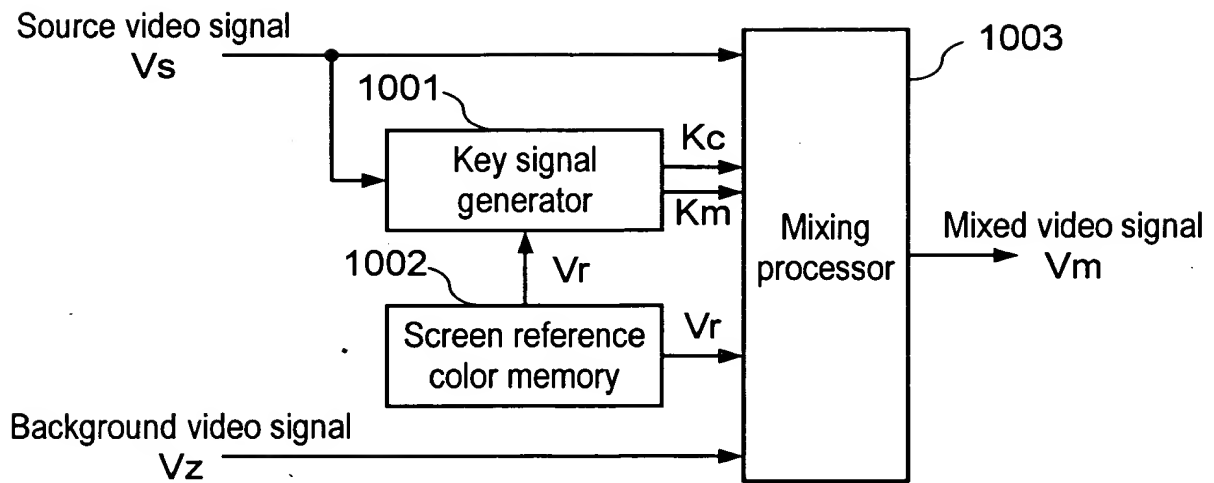 Source video signal
Vs
1003
1001
Key signal
generator
Kc
Km
1002
Vr
Screen reference
color memory
Vr
Mixing
processor
Mixed video signal
Vm
Background video signal
Vz